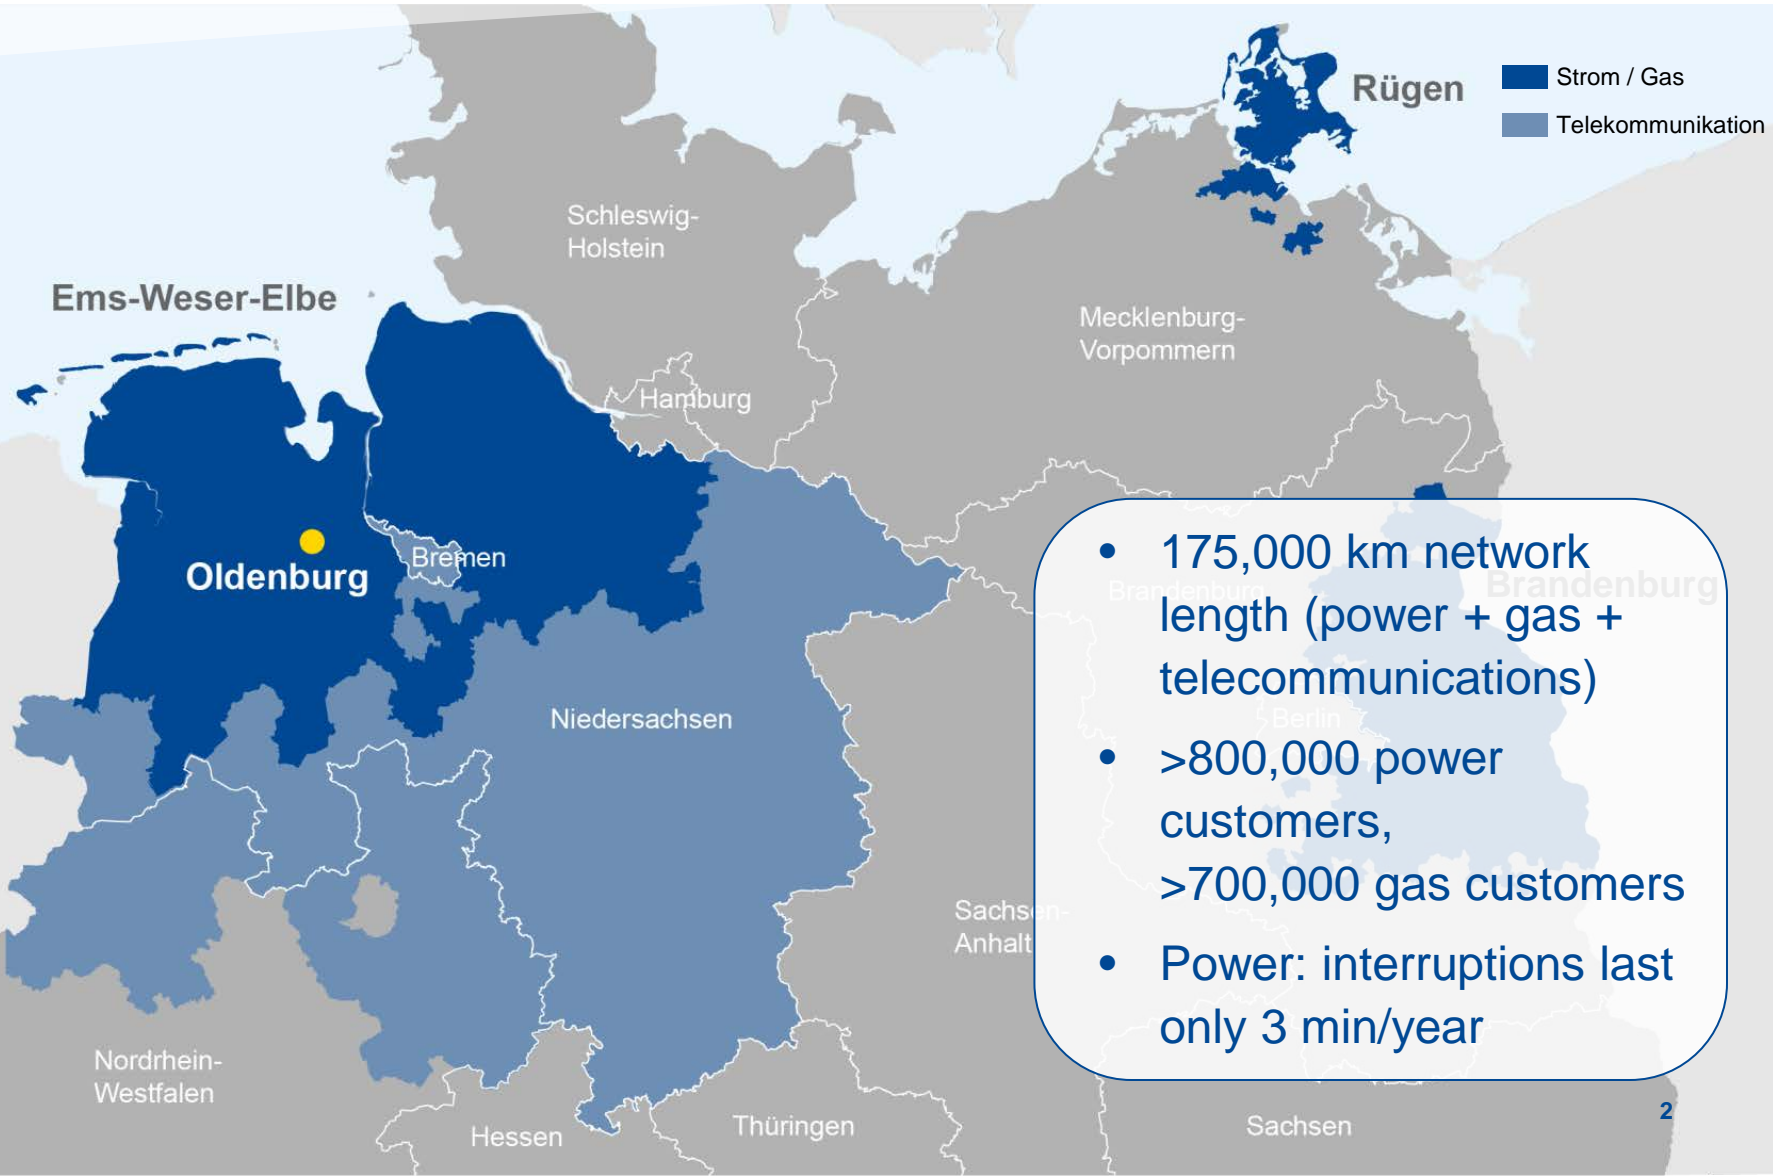 Rügen
Strom / Gas
Telekommunikation
Schleswig-
Holstein
Ems-Weser-Elbe
Mecklenburg-
Vorpommern
Hamburg
Bremen
Oldenburg
Niedersachsen
Brandenburg
Brandenburg
Berlin
• 175,000 km network
length (power + gas +
telecommunications)
• >800,000 power
customers,
>700,000 gas customers
• Power: interruptions last
only 3 min/year
Sachsen-
Anhalt
Nordrhein-
Westfalen
Hessen
Thüringen
Sachsen
2